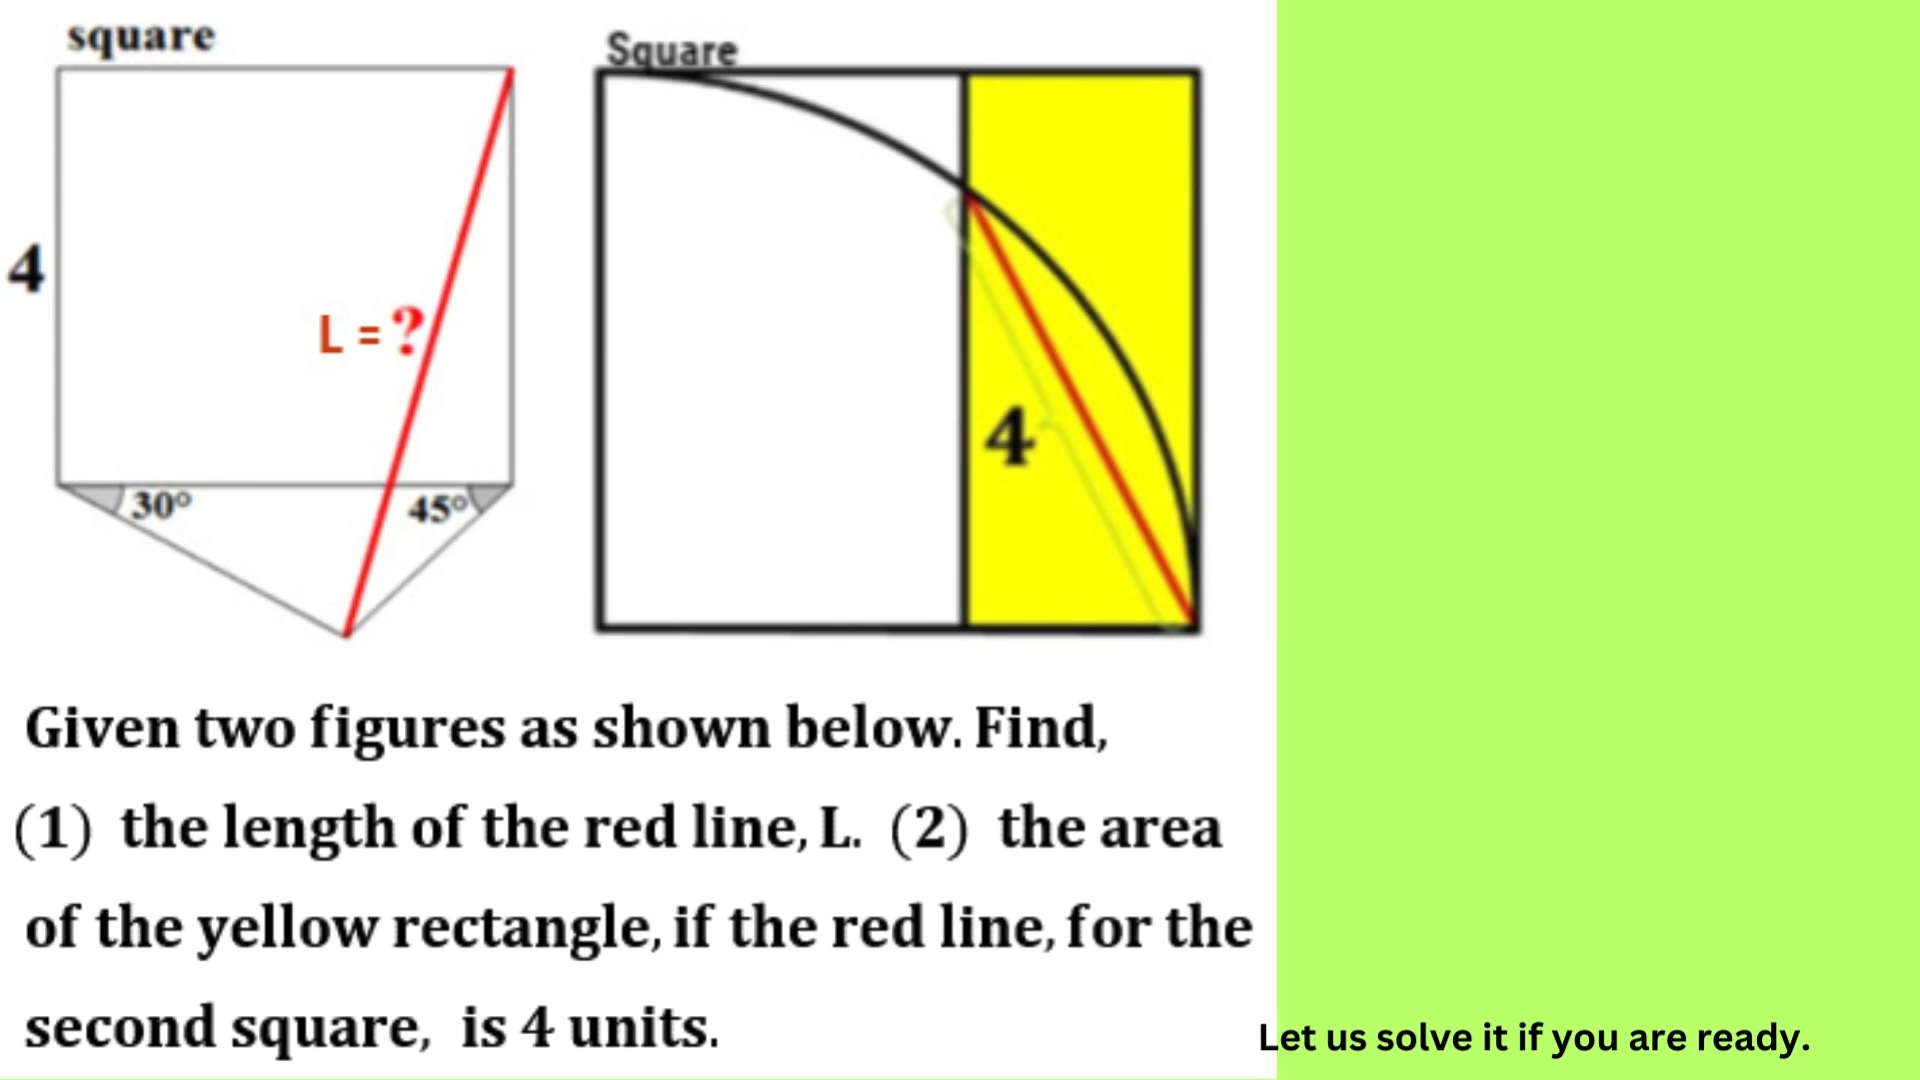 square
Square
4
L = ?
30°
45°
4
Given two figures as shown below. Find,
(1) the length of the red line, L. (2) the area
of the yellow rectangle, if the red line, for the
second square, is 4 units.
Let us solve it if you are ready.